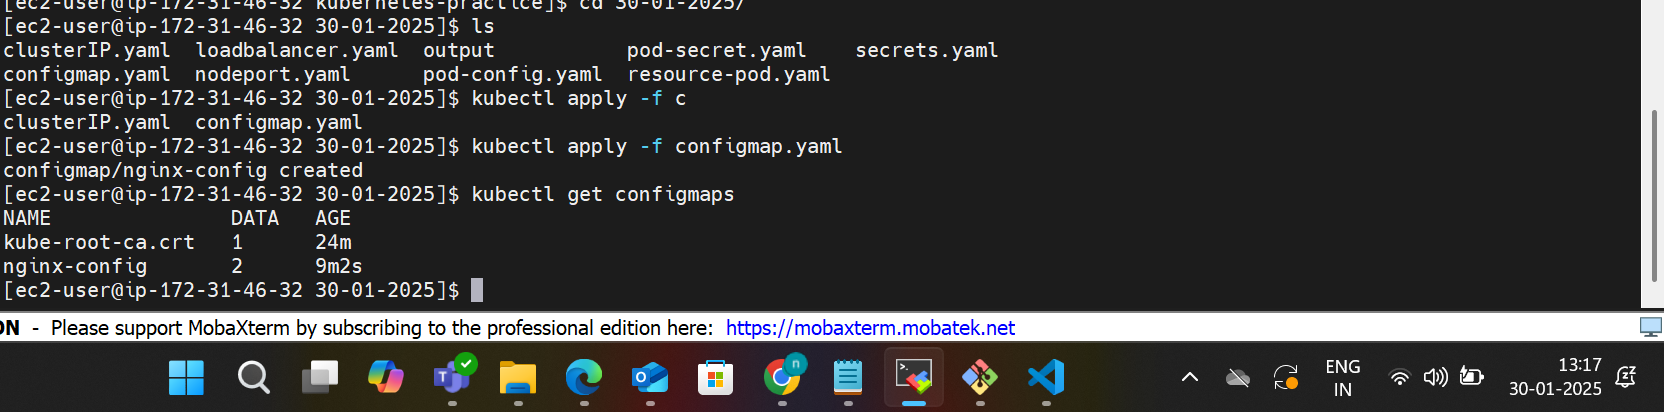 [ec2-user@ip-172-31-46-32 kubernetes-practice]$ cd 30-01-2025/
[ec2-user@ip-172-31-46-32 30-01-2025]$ ls
clusterIP.yaml  loadbalancer.yaml  output           pod-secret.yaml    secrets.yaml
configmap.yaml  nodeport.yaml      pod-config.yaml  resource-pod.yaml
[ec2-user@ip-172-31-46-32 30-01-2025]$ kubectl apply -f c
clusterIP.yaml  configmap.yaml
[ec2-user@ip-172-31-46-32 30-01-2025]$ kubectl apply -f configmap.yaml
configmap/nginx-config created
[ec2-user@ip-172-31-46-32 30-01-2025]$ kubectl get configmaps
NAME               DATA   AGE
kube-root-ca.crt   1      24m
nginx-config       2      9m2s
[ec2-user@ip-172-31-46-32 30-01-2025]$
ON - Please support MobaXterm by subscribing to the professional edition here: https://mobaxterm.mobatek.net
n
ENG
IN
13:17
30-01-2025